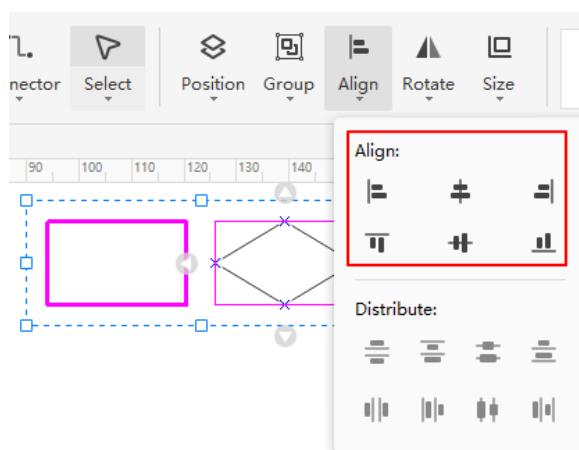 nector Select Position Group Align Rotate Size
Align:
90 100 110 120 130 140
Distribute: